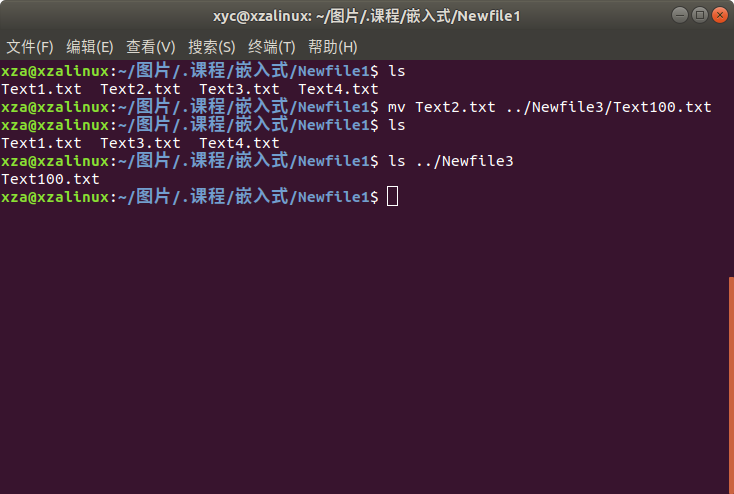 xyc@xzalinux: ~/图片/.课程/嵌入式/Newfile1
文件(F) 编辑(E) 查看(V) 搜索(S) 终端(T) 帮助(H)
xza@xzalinux:~/图片/.课程/嵌入式/Newfile1$ ls
Text1.txt  Text2.txt  Text3.txt  Text4.txt
xza@xzalinux:~/图片/.课程/嵌入式/Newfile1$ mv Text2.txt ../Newfile3/Text100.txt
xza@xzalinux:~/图片/.课程/嵌入式/Newfile1$ ls
Text1.txt  Text3.txt  Text4.txt
xza@xzalinux:~/图片/.课程/嵌入式/Newfile1$ ls ../Newfile3
Text100.txt
xza@xzalinux:~/图片/.课程/嵌入式/Newfile1$